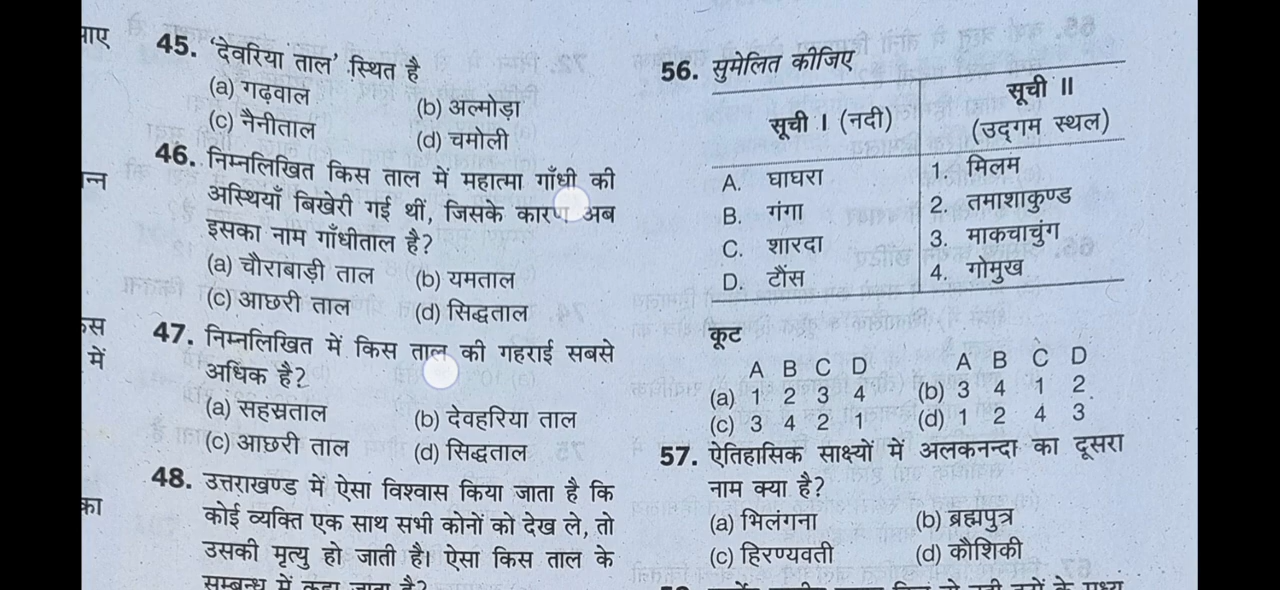 गाए
45. 'देवरिया ताल' स्थित है
(a) गढ़वाल
(b) अल्मोड़ा
(c) नैनीताल
(d) चमोली
न्न
46. निम्नलिखित किस ताल में महात्मा गाँधी की
अस्थियाँ बिखेरी गई थीं, जिसके कारण अब
इसका नाम गाँधीताल है?
(a) चौराबाड़ी ताल (b) यमताल
(c) आछरी ताल (d) सिद्धताल
में
47. निम्नलिखित में किस ताल की गहराई सबसे
अधिक है?
(a) सहस्रताल (b) देवहरिया ताल
(c) आछरी ताल (d) सिद्धताल
48. उत्तराखण्ड में ऐसा विश्वास किया जाता है कि
का
कोई व्यक्ति एक साथ सभी कोनों को देख ले, तो
उसकी मृत्यु हो जाती है। ऐसा किस ताल के
सम्बन्ध में कहा जाता है?
56. सुमेलित कीजिए
सूची I (नदी) सूची II
(उद्गम स्थल)
A. घाघरा 1. मिलम
B. गंगा 2. तमाशाकुण्ड
C. शारदा 3. माकचाचुंग
D. टौंस 4. गोमुख
कूट
A B C D A B C D
(a) 1 2 3 4 (b) 3 4 1 2
(c) 3 4 2 1 (d) 1 2 4 3
57. ऐतिहासिक साक्ष्यों में अलकनन्दा का दूसरा
नाम क्या है?
(a) भिलंगना (b) ब्रह्मपुत्र
(c) हिरण्यवती (d) कोशिकी